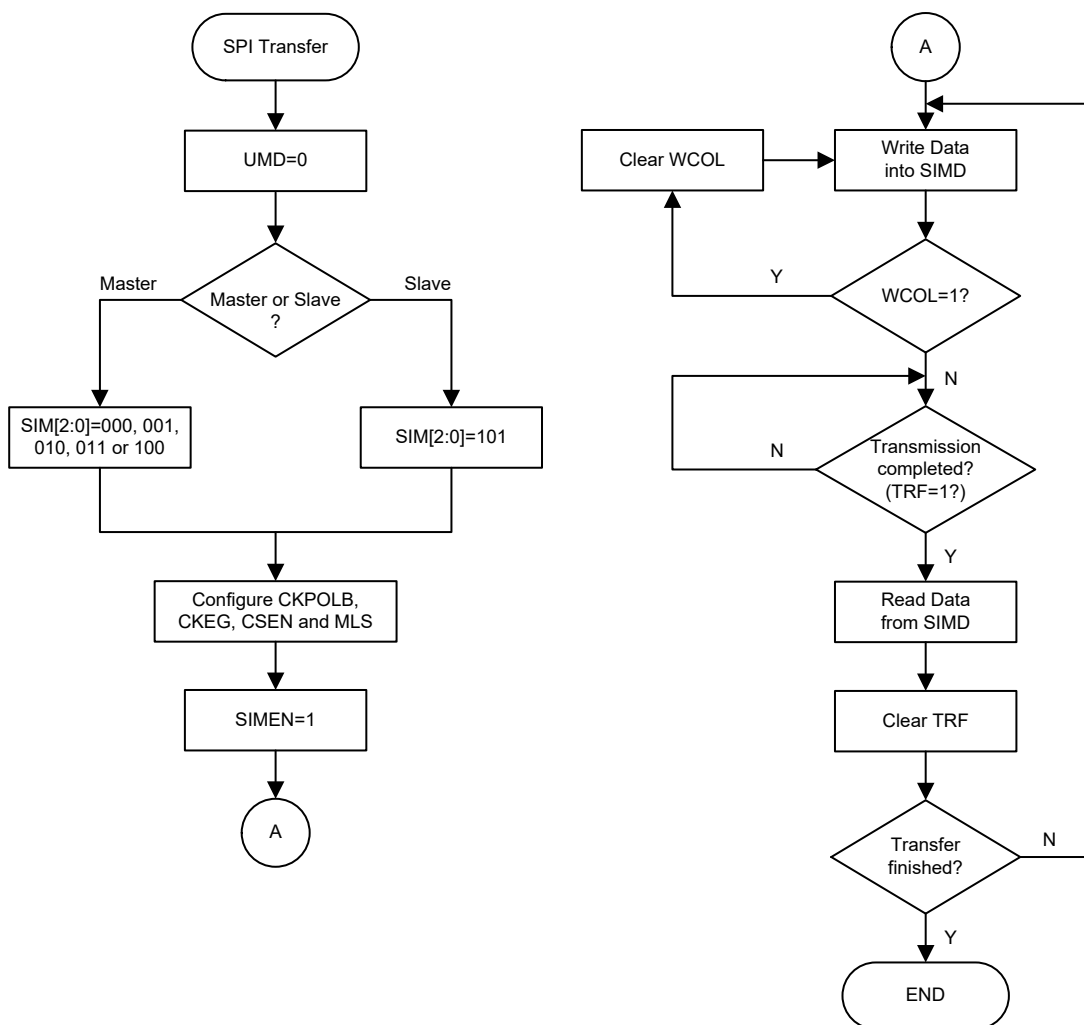 SPI Transfer
UMD=0
Master
Master or Slave
?
Slave
SIM[2:0]=000, 001,
010, 011 or 100
SIM[2:0]=101
Configure CKPOLB,
CKEG, CSEN and MLS
SIMEN=1
A
A
Clear WCOL
Write Data
into SIMD
Y
WCOL=1?
N
N
Transmission
completed?
(TRF=1?)
Y
Read Data
from SIMD
Clear TRF
Transfer
finished?
N
Y
END